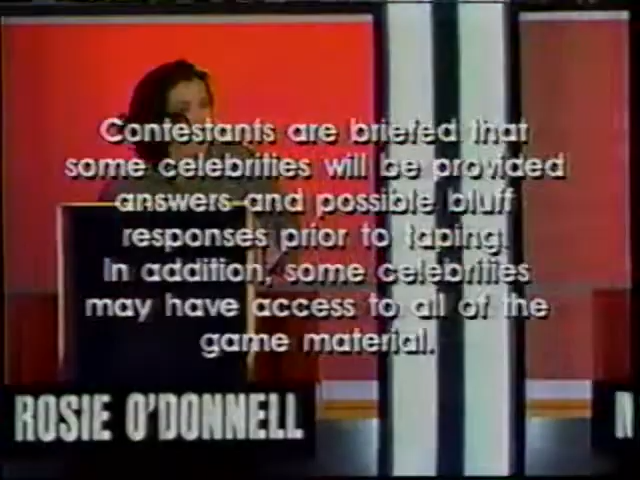 Contestants are briefed that
some celebrities will be provided
answers and possible bluff
responses prior to taping.
In addition, some celebrities
may have access to all of the
game material.
ROSIE O'DONNELL